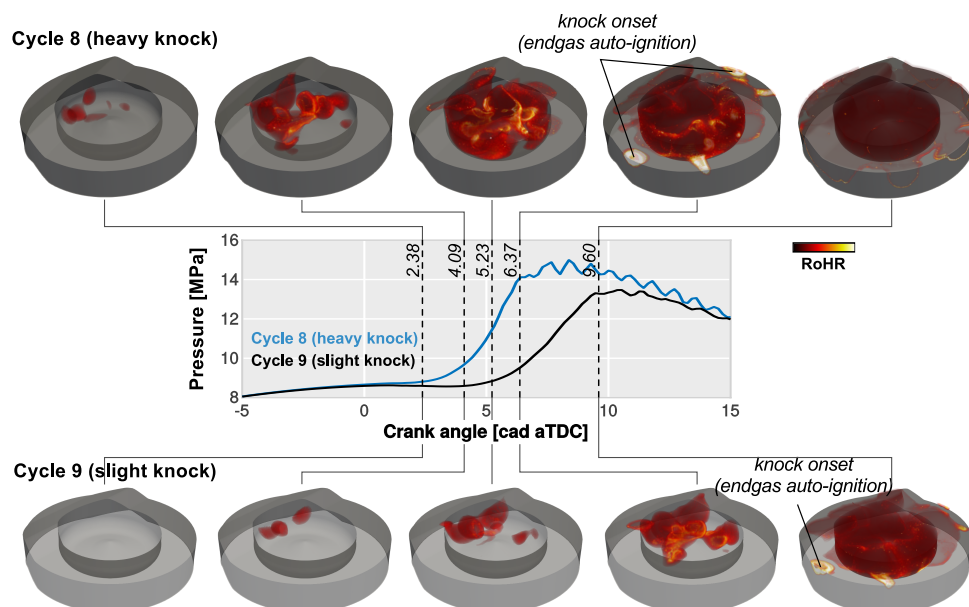 knock onset
(endgas auto-ignition)
Cycle 8 (heavy knock)
16
14
12
10
8
Pressure [MPa]
2.38
4.09
5.23
6.37
9.60
RoHR
Cycle 8 (heavy knock)
Cycle 9 (slight knock)
-5
0
5
10
15
Crank angle [cad aTDC]
Cycle 9 (slight knock)
knock onset
(endgas auto-ignition)